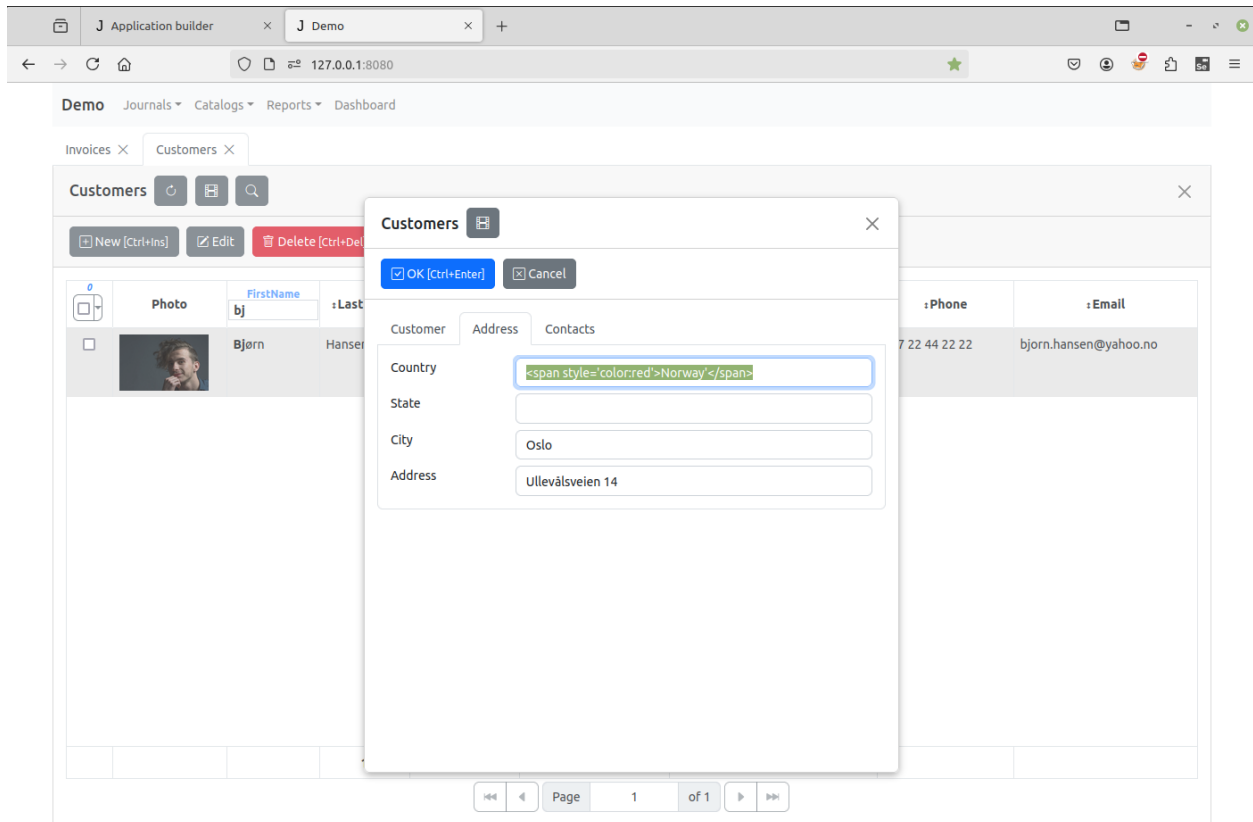 J Application builder
J Demo
127.0.0.1:8080
Se
Demo Journals Catalogs Reports Dashboard
Invoices Customers
Customers
New [Ctrl+Ins] Edit Delete [Ctrl+Del
Customers
OK [Ctrl+Enter] Cancel
Customer Address Contacts
Country <span style='color:red'>Norway'</span>
State
City Oslo
Address Ullevålsveien 14
0
Photo FirstName Last Phone Email
bj
Bjørn Hansen 7 22 44 22 22 bjorn.hansen@yahoo.no
Page 1 of 1